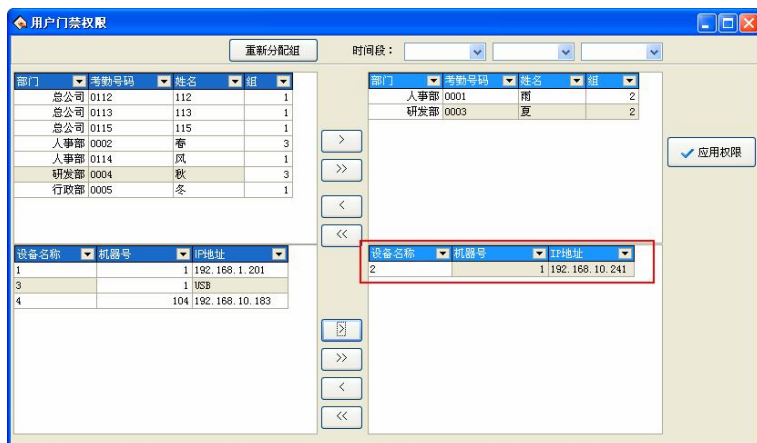 用户门禁权限
重新分配组 时间段：
部门 考勤号码 姓名 组
总公司 0112 112 1
总公司 0113 113 1
总公司 0115 115 1
人事部 0002 春 3
人事部 0114 风 1
研发部 0004 秋 3
行政部 0005 冬 1
部门 考勤号码 姓名 组
人事部 0001 雨 2
研发部 0003 夏 2
>
>>
<
<<
应用权限
设备名称 机器号 IP地址
1 1 192.168.1.201
3 1 USB
4 104 192.168.10.183
设备名称 机器号 IP地址
2 1 192.168.10.241
>
>>
<
<<